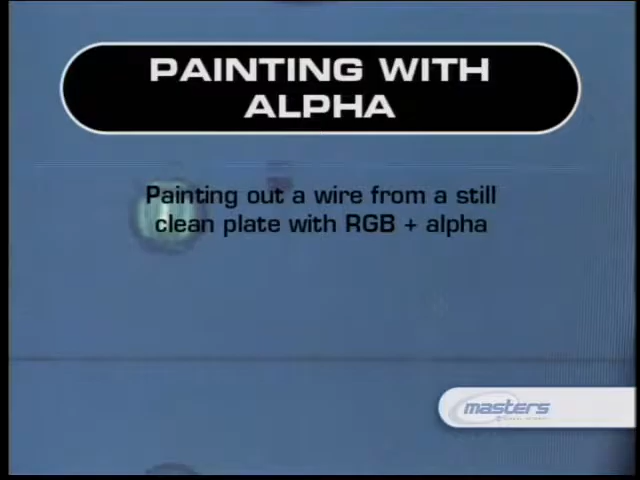 PAINTING WITH
ALPHA
Painting out a wire from a still
clean plate with RGB + alpha
masters